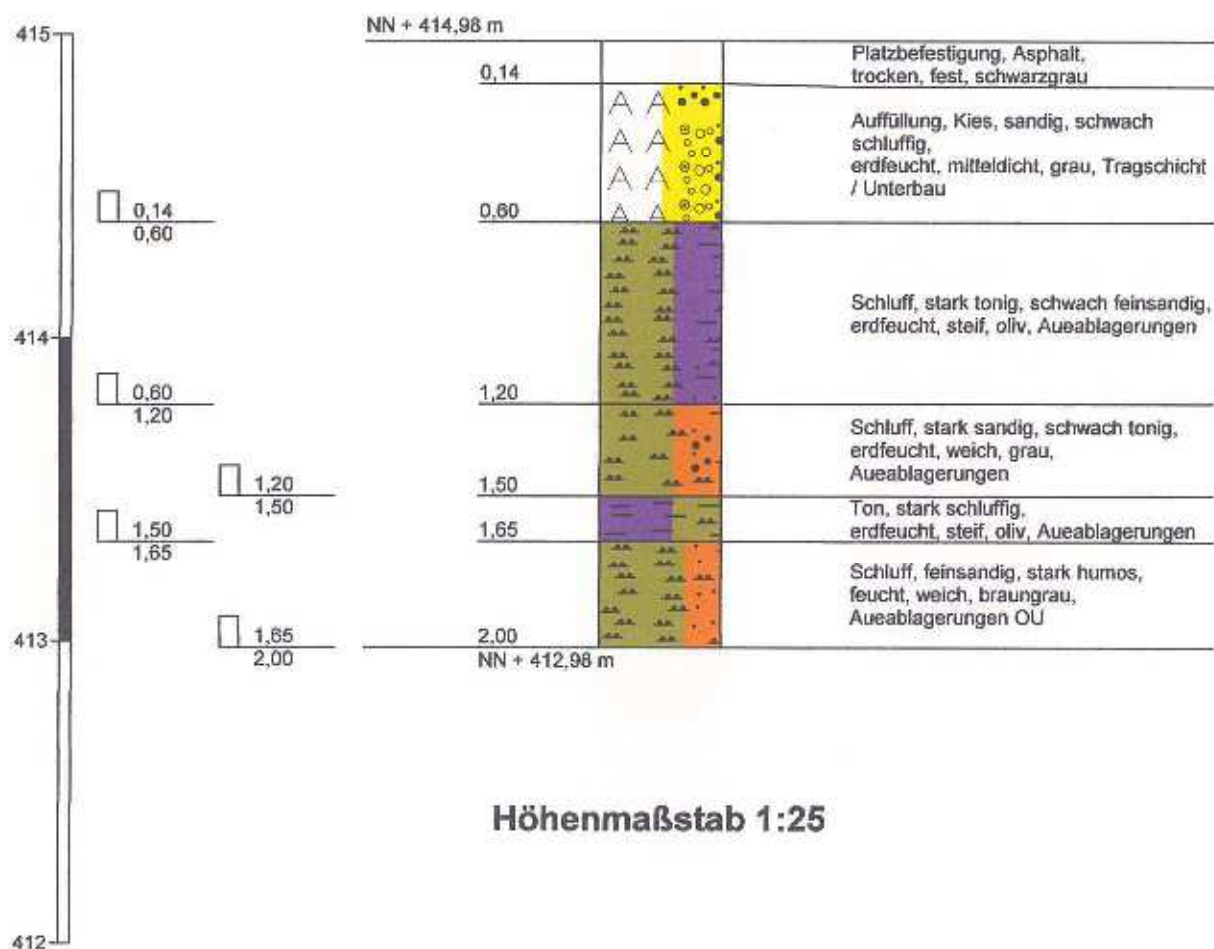 415
NN + 414,98 m
Platzbefestigung, Asphalt,
trocken, fest, schwarzgrau
0,14
Auffüllung, Kies, sandig, schwach
schluffig,
erdfeucht, mitteldicht, grau, Tragschicht
/ Unterbau
0,14
0,60
0,60
Schluff, stark tonig, schwach feinsandig,
erdfeucht, steif, oliv, Aueablagerungen
414
0,60
1,20
1,20
Schluff, stark sandig, schwach tonig,
erdfeucht, weich, grau,
Aueablagerungen
1,20
1,50
1,50
Ton, stark schluffig,
erdfeucht, steif, oliv, Aueablagerungen
1,50
1,65
1,65
Schluff, feinsandig, stark humos,
feucht, weich, braungrau,
Aueablagerungen OU
413
1,65
2,00
2,00
NN + 412,98 m
Höhenmaßstab 1:25
412